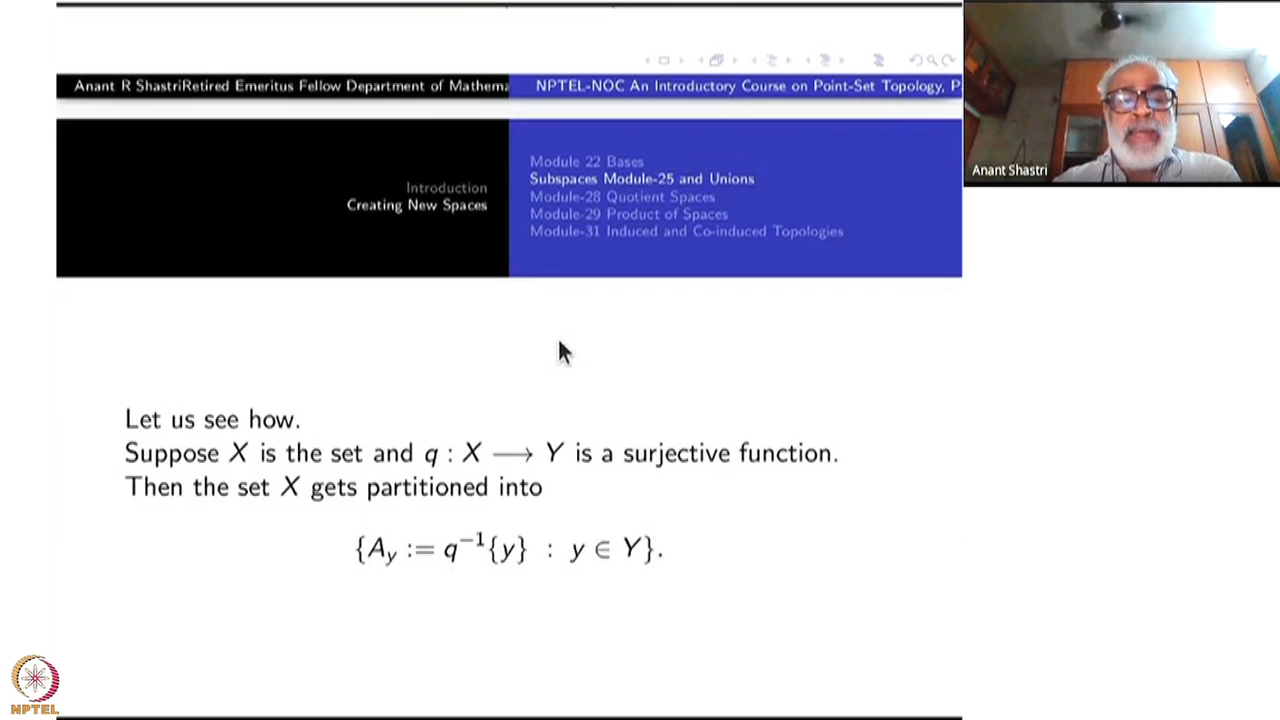 Anant R ShastriRetired Emeritus Fellow Department of Mathema
NPTEL-NOC An Introductory Course on Point-Set Topology, P
Introduction
Creating New Spaces
Module 22 Bases
Subspaces Module-25 and Unions
Module-28 Quotient Spaces
Module-29 Product of Spaces
Module-31 Induced and Co-induced Topologies
Anant Shastri
Let us see how.
Suppose X is the set and q : X ⟶ Y is a surjective function.
Then the set X gets partitioned into
{A_y := q⁻¹{y} : y ∈ Y}.
NPTEL